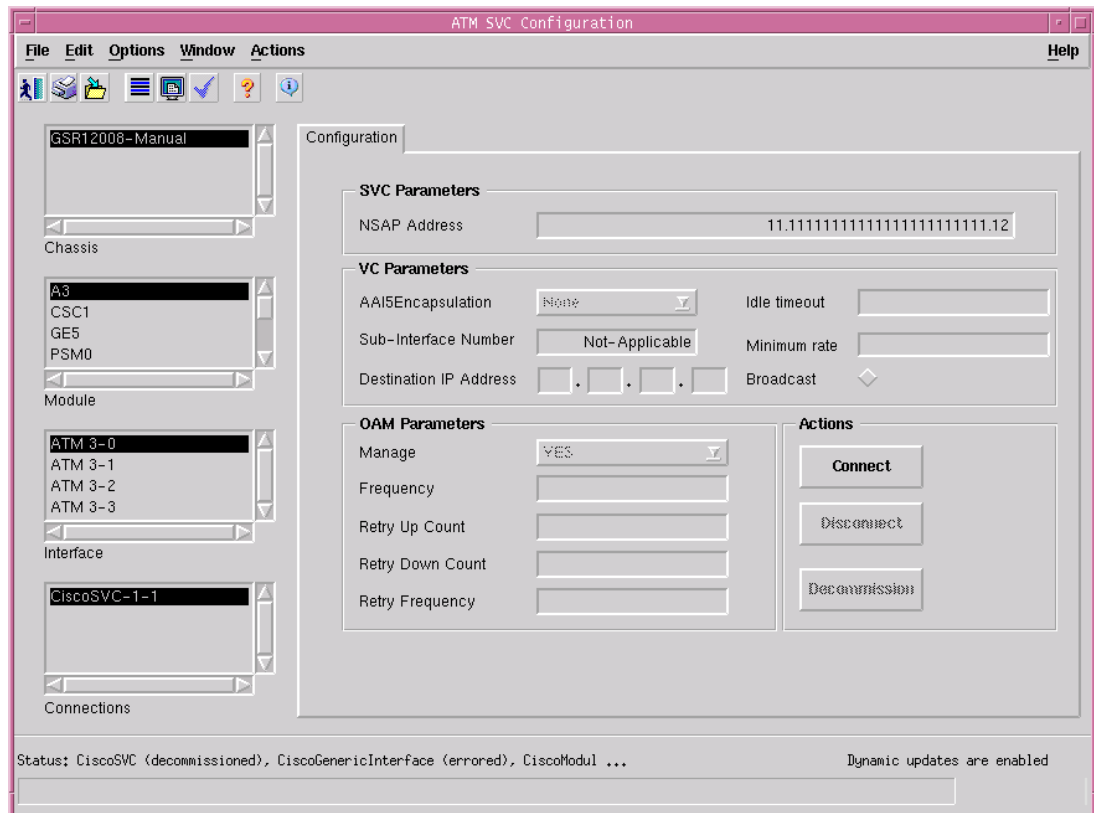 ATM SVC Configuration
File Edit Options Window Actions Help
GSR12008-Manual
Chassis
A3
CSC1
GE5
PSM0
Module
ATM 3-0
ATM 3-1
ATM 3-2
ATM 3-3
Interface
CiscoSVC-1-1
Connections
Configuration
SVC Parameters
NSAP Address 11.11111111111111111111111.12
VC Parameters
AAl5Encapsulation None Idle timeout
Sub-Interface Number Not-Applicable Minimum rate
Destination IP Address . . . Broadcast
OAM Parameters
Manage YES
Frequency
Retry Up Count
Retry Down Count
Retry Frequency
Actions
Connect
Disconnect
Decommission
Status: CiscoSVC (decommissioned), CiscoGenericInterface (errored), CiscoModul ... Dynamic updates are enabled